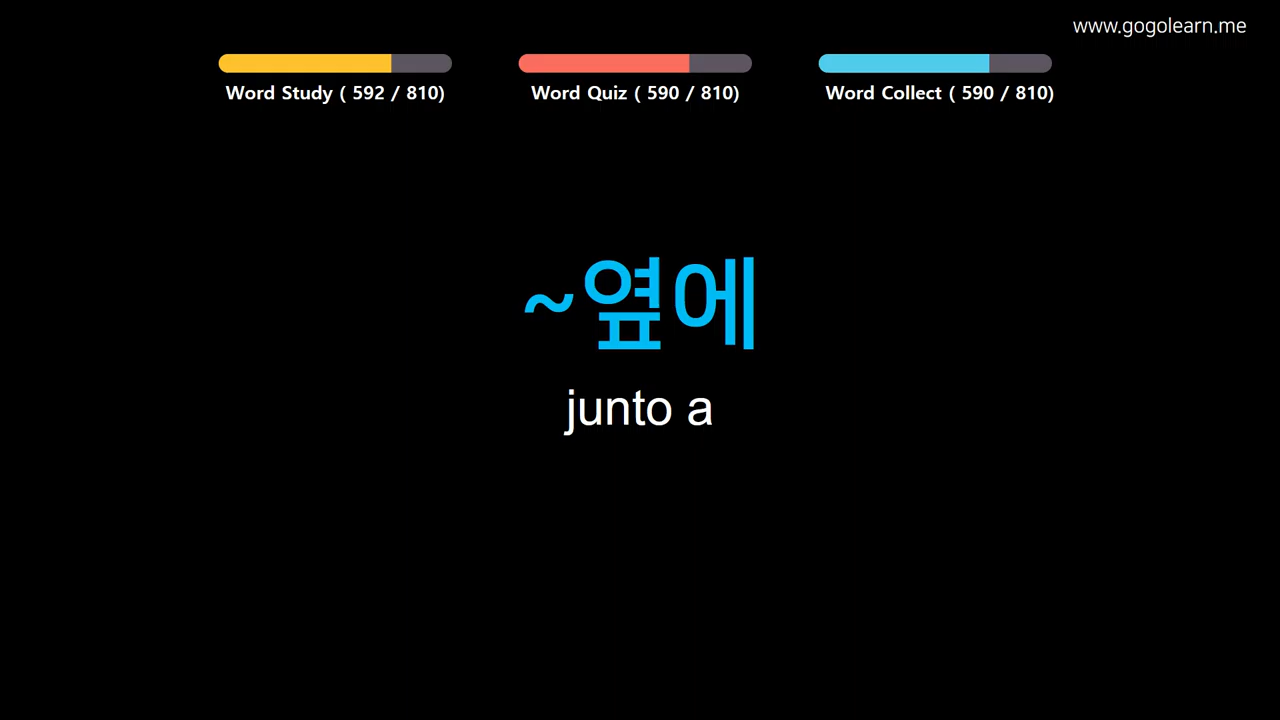 www.gogolearn.me
Word Study ( 592 / 810)
Word Quiz ( 590 / 810)
Word Collect ( 590 / 810)
~옆에
junto a